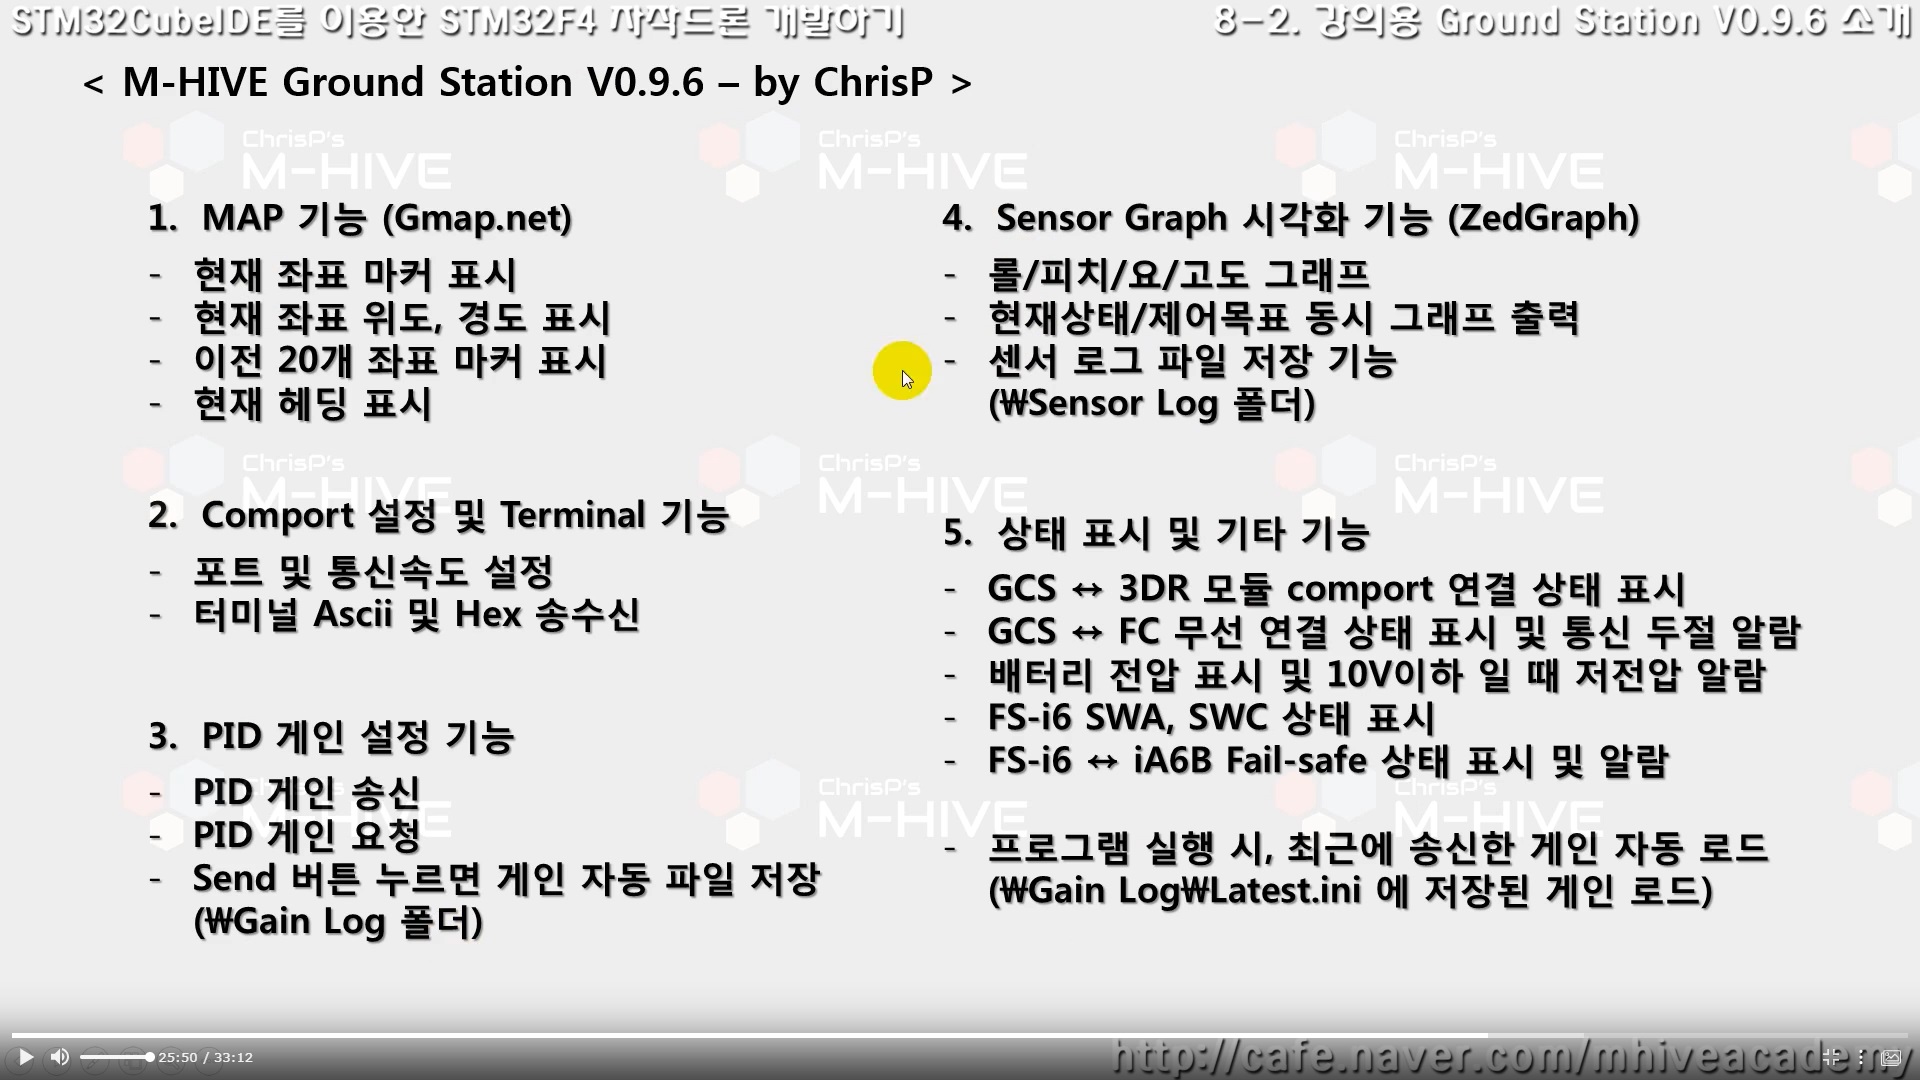 STM32CubeIDE를 이용한 STM32F4 자작드론 개발하기
8-2. 강의용 Ground Station V0.9.6 소개
< M-HIVE Ground Station V0.9.6 – by ChrisP >
ChrisP's
M-HIVE
ChrisP's
M-HIVE
ChrisP's
M-HIVE
1. MAP 기능 (Gmap.net)
- 현재 좌표 마커 표시
- 현재 좌표 위도, 경도 표시
- 이전 20개 좌표 마커 표시
- 현재 헤딩 표시
ChrisP's
M-HIVE
ChrisP's
M-HIVE
ChrisP's
M-HIVE
2. Comport 설정 및 Terminal 기능
- 포트 및 통신속도 설정
- 터미널 Ascii 및 Hex 송수신
3. PID 게인 설정 기능
- PID 게인 송신
- PID 게인 요청
- Send 버튼 누르면 게인 자동 파일 저장
(₩Gain Log 폴더)
ChrisP's
M-HIVE
ChrisP's
M-HIVE
ChrisP's
M-HIVE
4. Sensor Graph 시각화 기능 (ZedGraph)
- 롤/피치/요/고도 그래프
- 현재상태/제어목표 동시 그래프 출력
- 센서 로그 파일 저장 기능
(₩Sensor Log 폴더)
5. 상태 표시 및 기타 기능
- GCS ↔ 3DR 모듈 comport 연결 상태 표시
- GCS ↔ FC 무선 연결 상태 표시 및 통신 두절 알람
- 배터리 전압 표시 및 10V이하 일 때 저전압 알람
- FS-i6 SWA, SWC 상태 표시
- FS-i6 ↔ iA6B Fail-safe 상태 표시 및 알람
- 프로그램 실행 시, 최근에 송신한 게인 자동 로드
(₩Gain Log₩Latest.ini 에 저장된 게인 로드)
25:50 / 33:12
http://cafe.naver.com/mhiveacademy